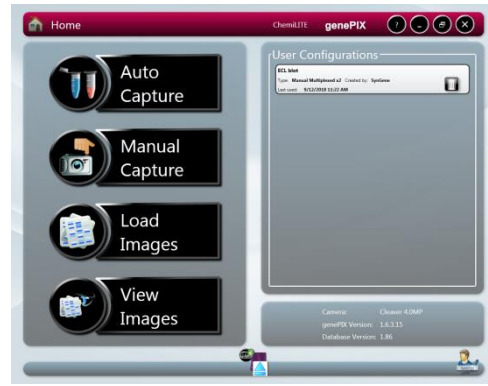 Home
ChemiLITE genePIX
Auto
Capture
Manual
Capture
Load
Images
View
Images
User Configurations
ECL blot
Type: Manual Multiplexed x2 Created by: SynGene
Last used: 9/12/2018 11:22 AM
Camera: Cleaver 4.0MP
genePIX Version: 1.6.3.15
Database Version: 1.86